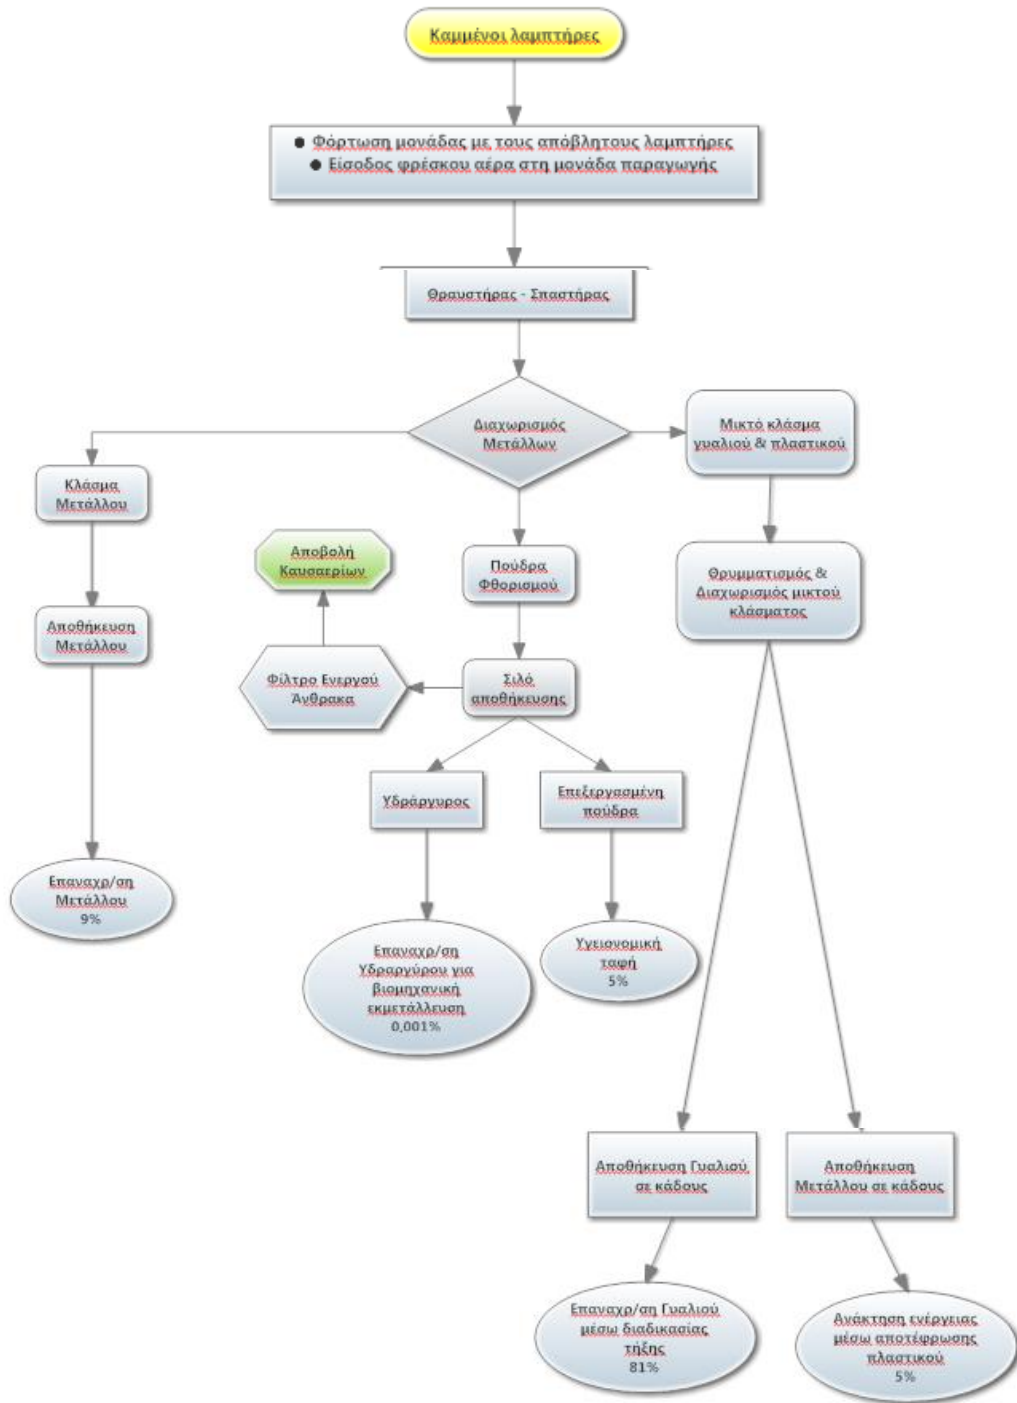 Καμμένοι λαμπτήρες
● Φόρτωση μονάδας με τους απόβλητους λαμπτήρες
● Είσοδος φρέσκου αέρα στη μονάδα παραγωγής
Θραυστήρας - Σπαστήρας
Διαχωρισμός
Μετάλλων
Μικτό κλάσμα
γυαλιού & πλαστικού
Κλάσμα
Μετάλλου
Αποβολή
Καυσαερίων
Πούδρα
Φθορισμού
Θρυμματισμός &
Διαχωρισμός μικτού
κλάσματος
Αποθήκευση
Μετάλλου
Φίλτρο Ενεργού
Άνθρακα
Σιλό
αποθήκευσης
Υδράργυρος
Επεξεργασμένη
πούδρα
Επαναχρ/ση
Μετάλλου
9%
Επαναχρ/ση
Υδραργύρου για
βιομηχανική
εκμετάλλευση
0,001%
Υγειονομική
ταφή
5%
Αποθήκευση Γυαλιού
σε κάδους
Αποθήκευση
Μετάλλου σε κάδους
Επαναχρ/ση Γυαλιού
μέσω διαδικασίας
τήξης
81%
Ανάκτηση ενέργειας
μέσω αποτέφρωσης
πλαστικού
5%